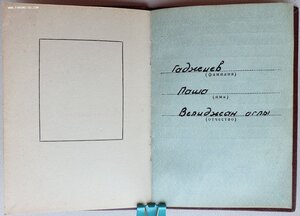 Гаджиев
(фамилия)
Паша
(имя)
Велиджан оглы
(отчество)